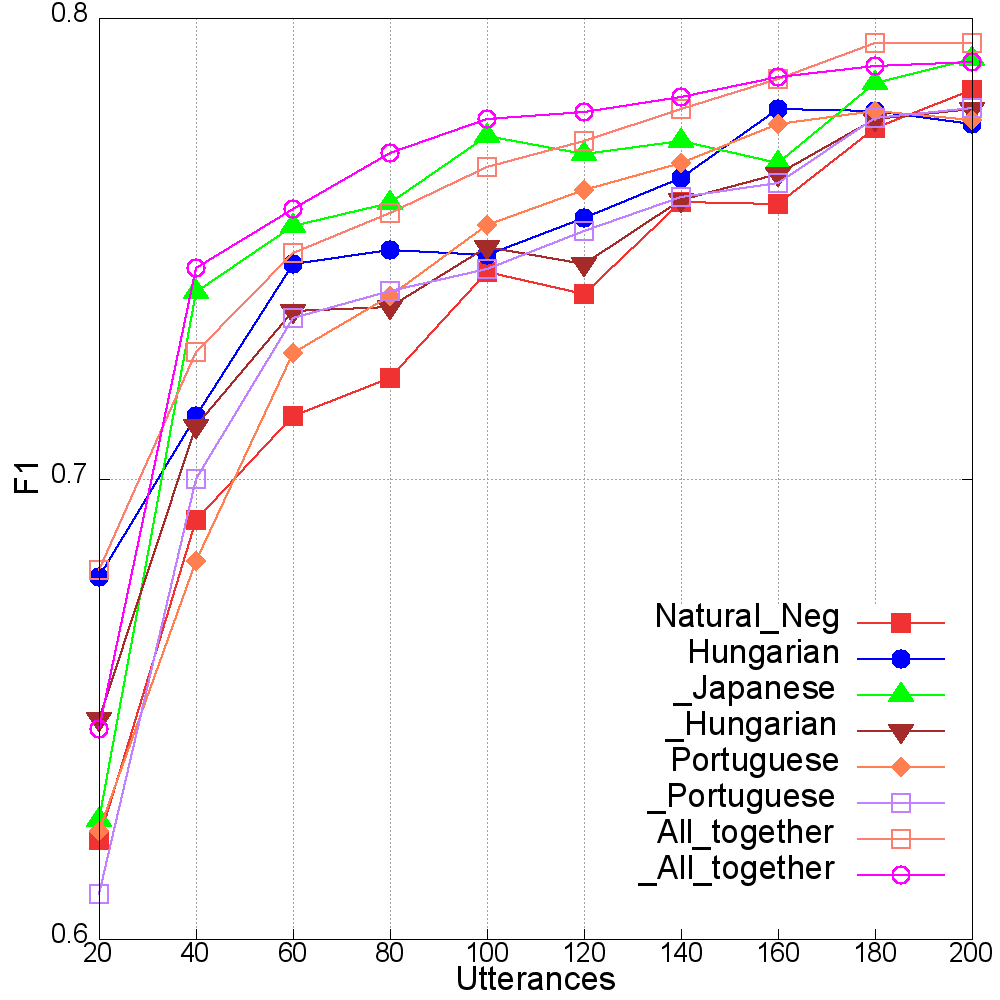 0.8
0.7
0.6
F1
20 40 60 80 100 120 140 160 180 200
Utterances
Natural_Neg
Hungarian
_Japanese
_Hungarian
Portuguese
_Portuguese
All_together
_All_together